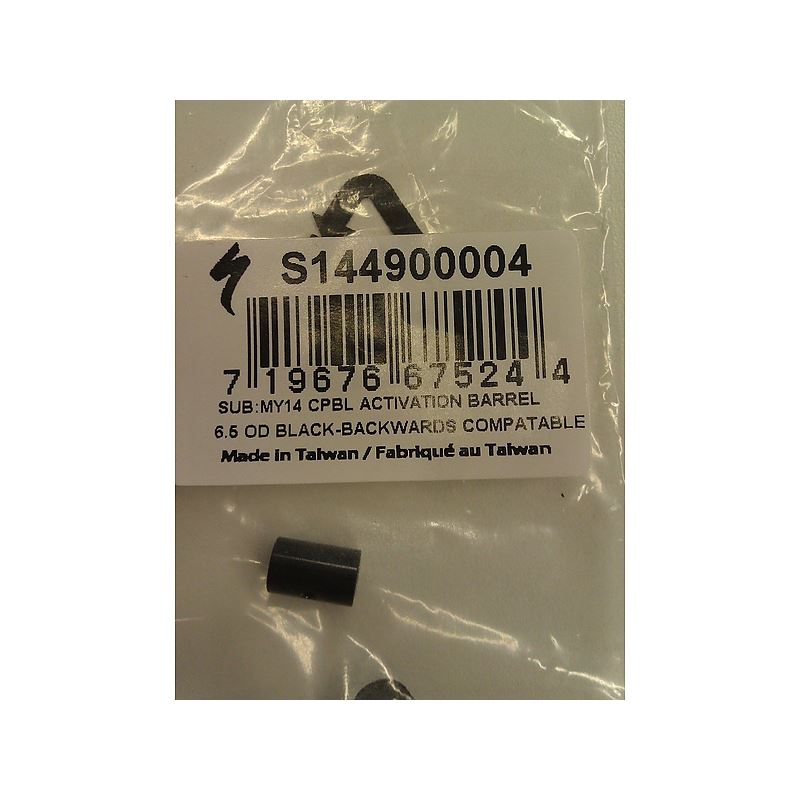 S144900004
7 19676 67524 4
SUB:MY14 CPBL ACTIVATION BARREL
6.5 OD BLACK-BACKWARDS COMPATABLE
Made in Taiwan / Fabriqué au Taiwan